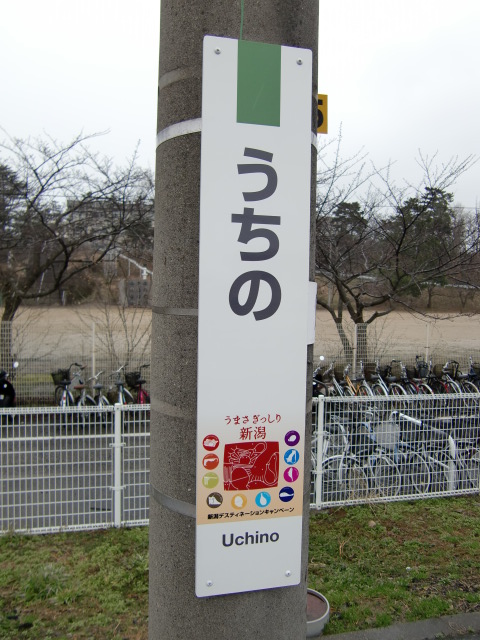 うちの
うまさぎっしり
新潟
新潟デスティネーションキャンペーン
Uchino
5